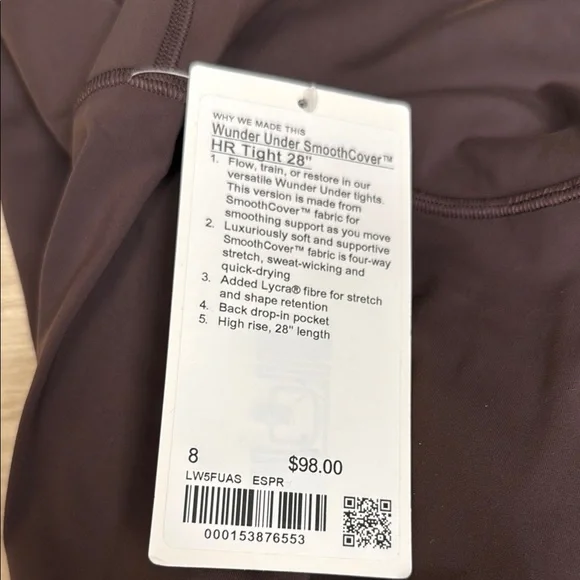 WHY WE MADE THIS
Wunder Under SmoothCover™
HR Tight 28"
1. Flow, train, or restore in our
versatile Wunder Under tights.
This version is made from
SmoothCover™ fabric for
smoothing support as you move
2. Luxuriously soft and supportive
SmoothCover™ fabric is four-way
stretch, sweat-wicking and
quick-drying
3. Added Lycra® fibre for stretch
and shape retention
4. Back drop-in pocket
5. High rise, 28" length
8 $98.00
LW5FUAS ESPR
000153876553